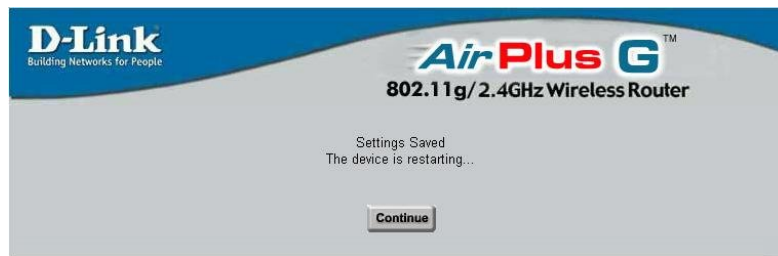 D-Link
Building Networks for People
Air Plus G™
802.11g/2.4GHz Wireless Router
Settings Saved
The device is restarting...
Continue